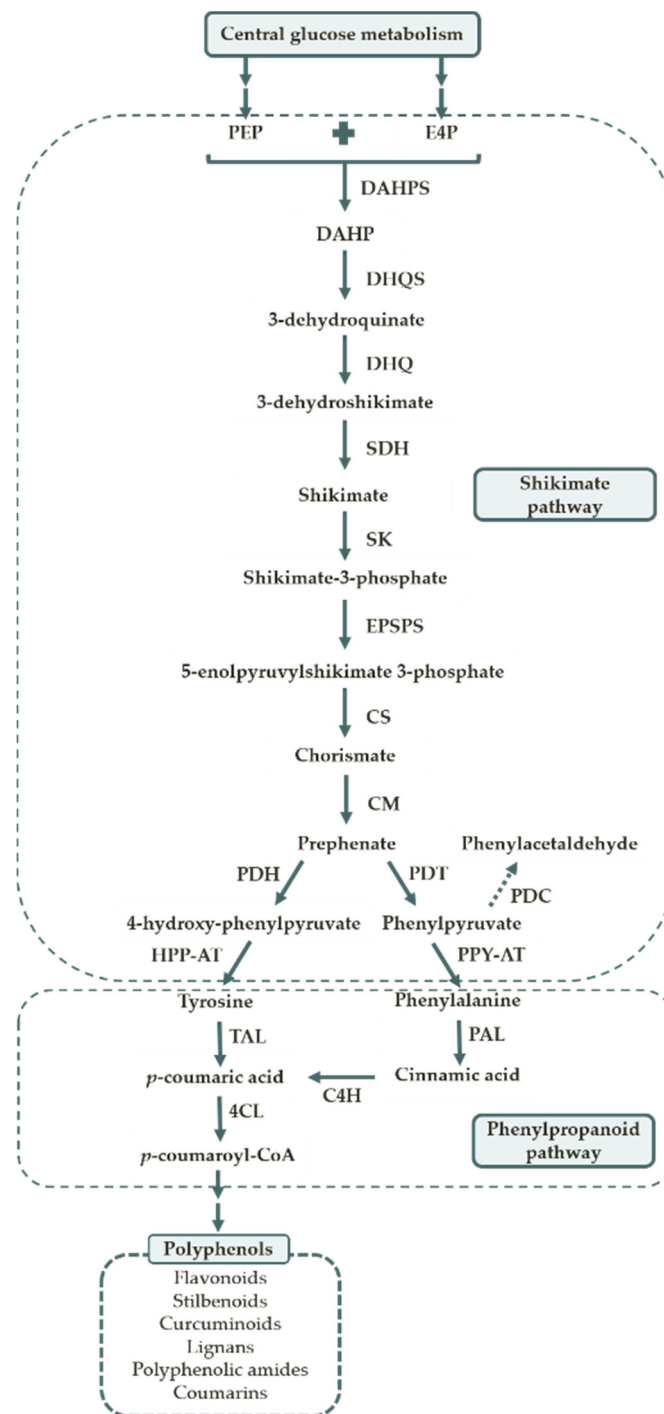 Central glucose metabolism
PEP
E4P
DAHPS
DAHP
DHQS
3-dehydroquinate
DHQ
3-dehydroshikimate
SDH
Shikimate
Shikimate
pathway
SK
Shikimate-3-phosphate
EPSPS
5-enolpyruvylshikimate 3-phosphate
CS
Chorismate
CM
Prephenate
Phenylacetaldehyde
PDH
PDT
PDC
4-hydroxy-phenylpyruvate
Phenylpyruvate
HPP-AT
PPY-AT
Tyrosine
Phenylalanine
TAL
PAL
p-coumaric acid
Cinnamic acid
C4H
4CL
Phenylpropanoid
pathway
p-coumaroyl-CoA
Polyphenols
Flavonoids
Stilbenoids
Curcuminoids
Lignans
Polyphenolic amides
Coumarins